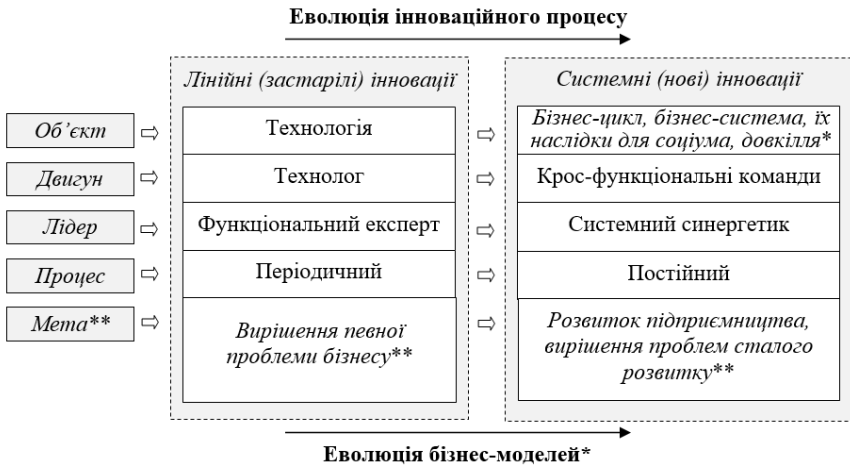 Еволюція інноваційного процесу
Лінійні (застарілі) інновації
Системні (нові) інновації
Об’єкт
Технологія
Бізнес-цикл, бізнес-система, їх
наслідки для соціума, довкілля*
Двигун
Технолог
Крос-функціональні команди
Лідер
Функціональний експерт
Системний синергетик
Процес
Періодичний
Постійний
Мета**
Вирішення певної
проблеми бізнесу**
Розвиток підприємництва,
вирішення проблем сталого
розвитку**
Еволюція бізнес-моделей*